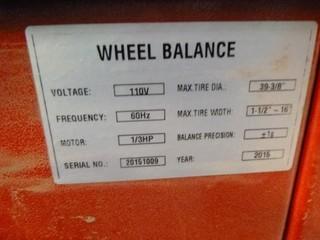 WHEEL BALANCE
VOLTAGE: 110V MAX.TIRE DIA.: 39-3/8"
FREQUENCY: 60Hz MAX.TIRE WIDTH: 1-1/2" ~ 16"
MOTOR: 1/3HP BALANCE PRECISION: ±1g
SERIAL NO.: 20151009 YEAR: 2015